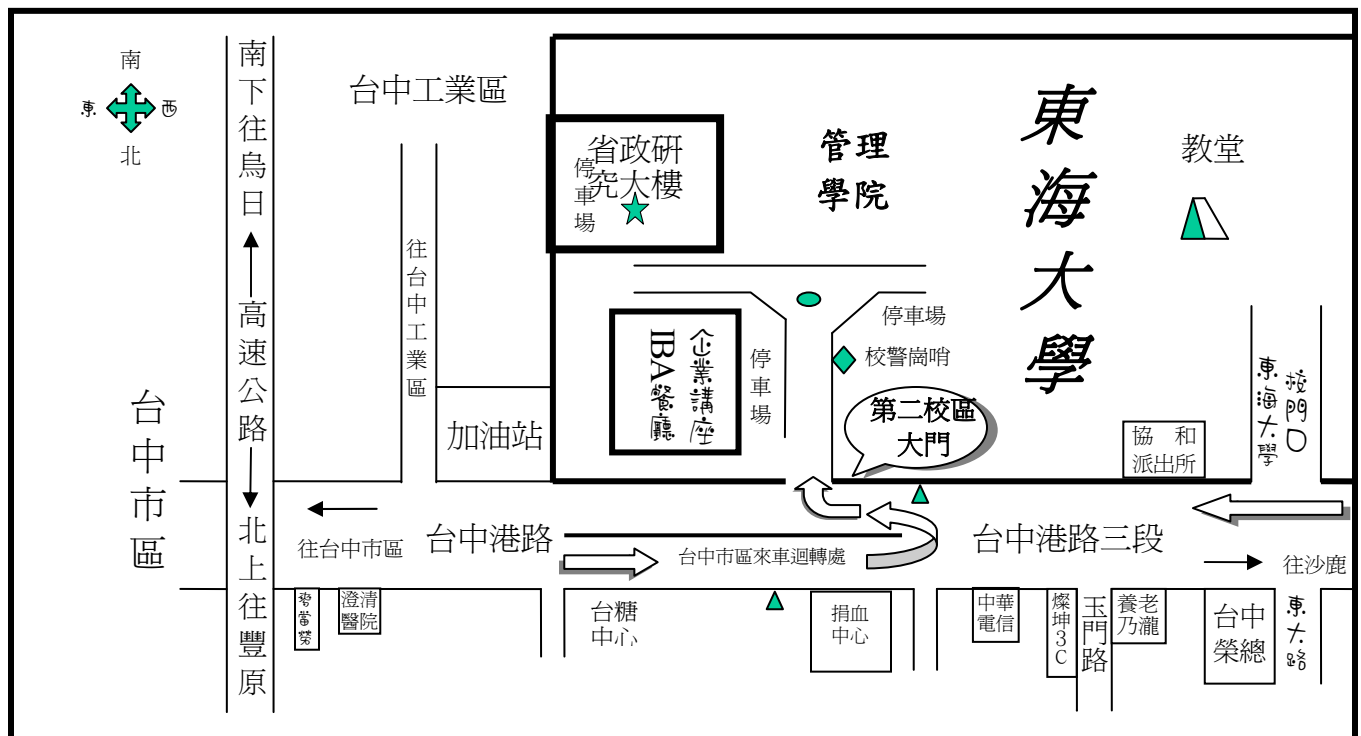 南
東
西
北
南下往烏日
高速公路
北上往豐原
台中市區
台中工業區
往台中工業區
加油站
省政研
究大樓
停車場
管理
學院
東海大學
教堂
企業講座
IBA餐廳
停車場
停車場
校警崗哨
第二校區
大門
協 和
派出所
東海大學
校門口
往台中市區
台中港路
台中市區來車迴轉處
台中港路三段
往沙鹿
麥當勞
澄清
醫院
台糖
中心
捐血
中心
中華
電信
燦坤3C
玉門路
養老
乃瀧
台中
榮總
東大路